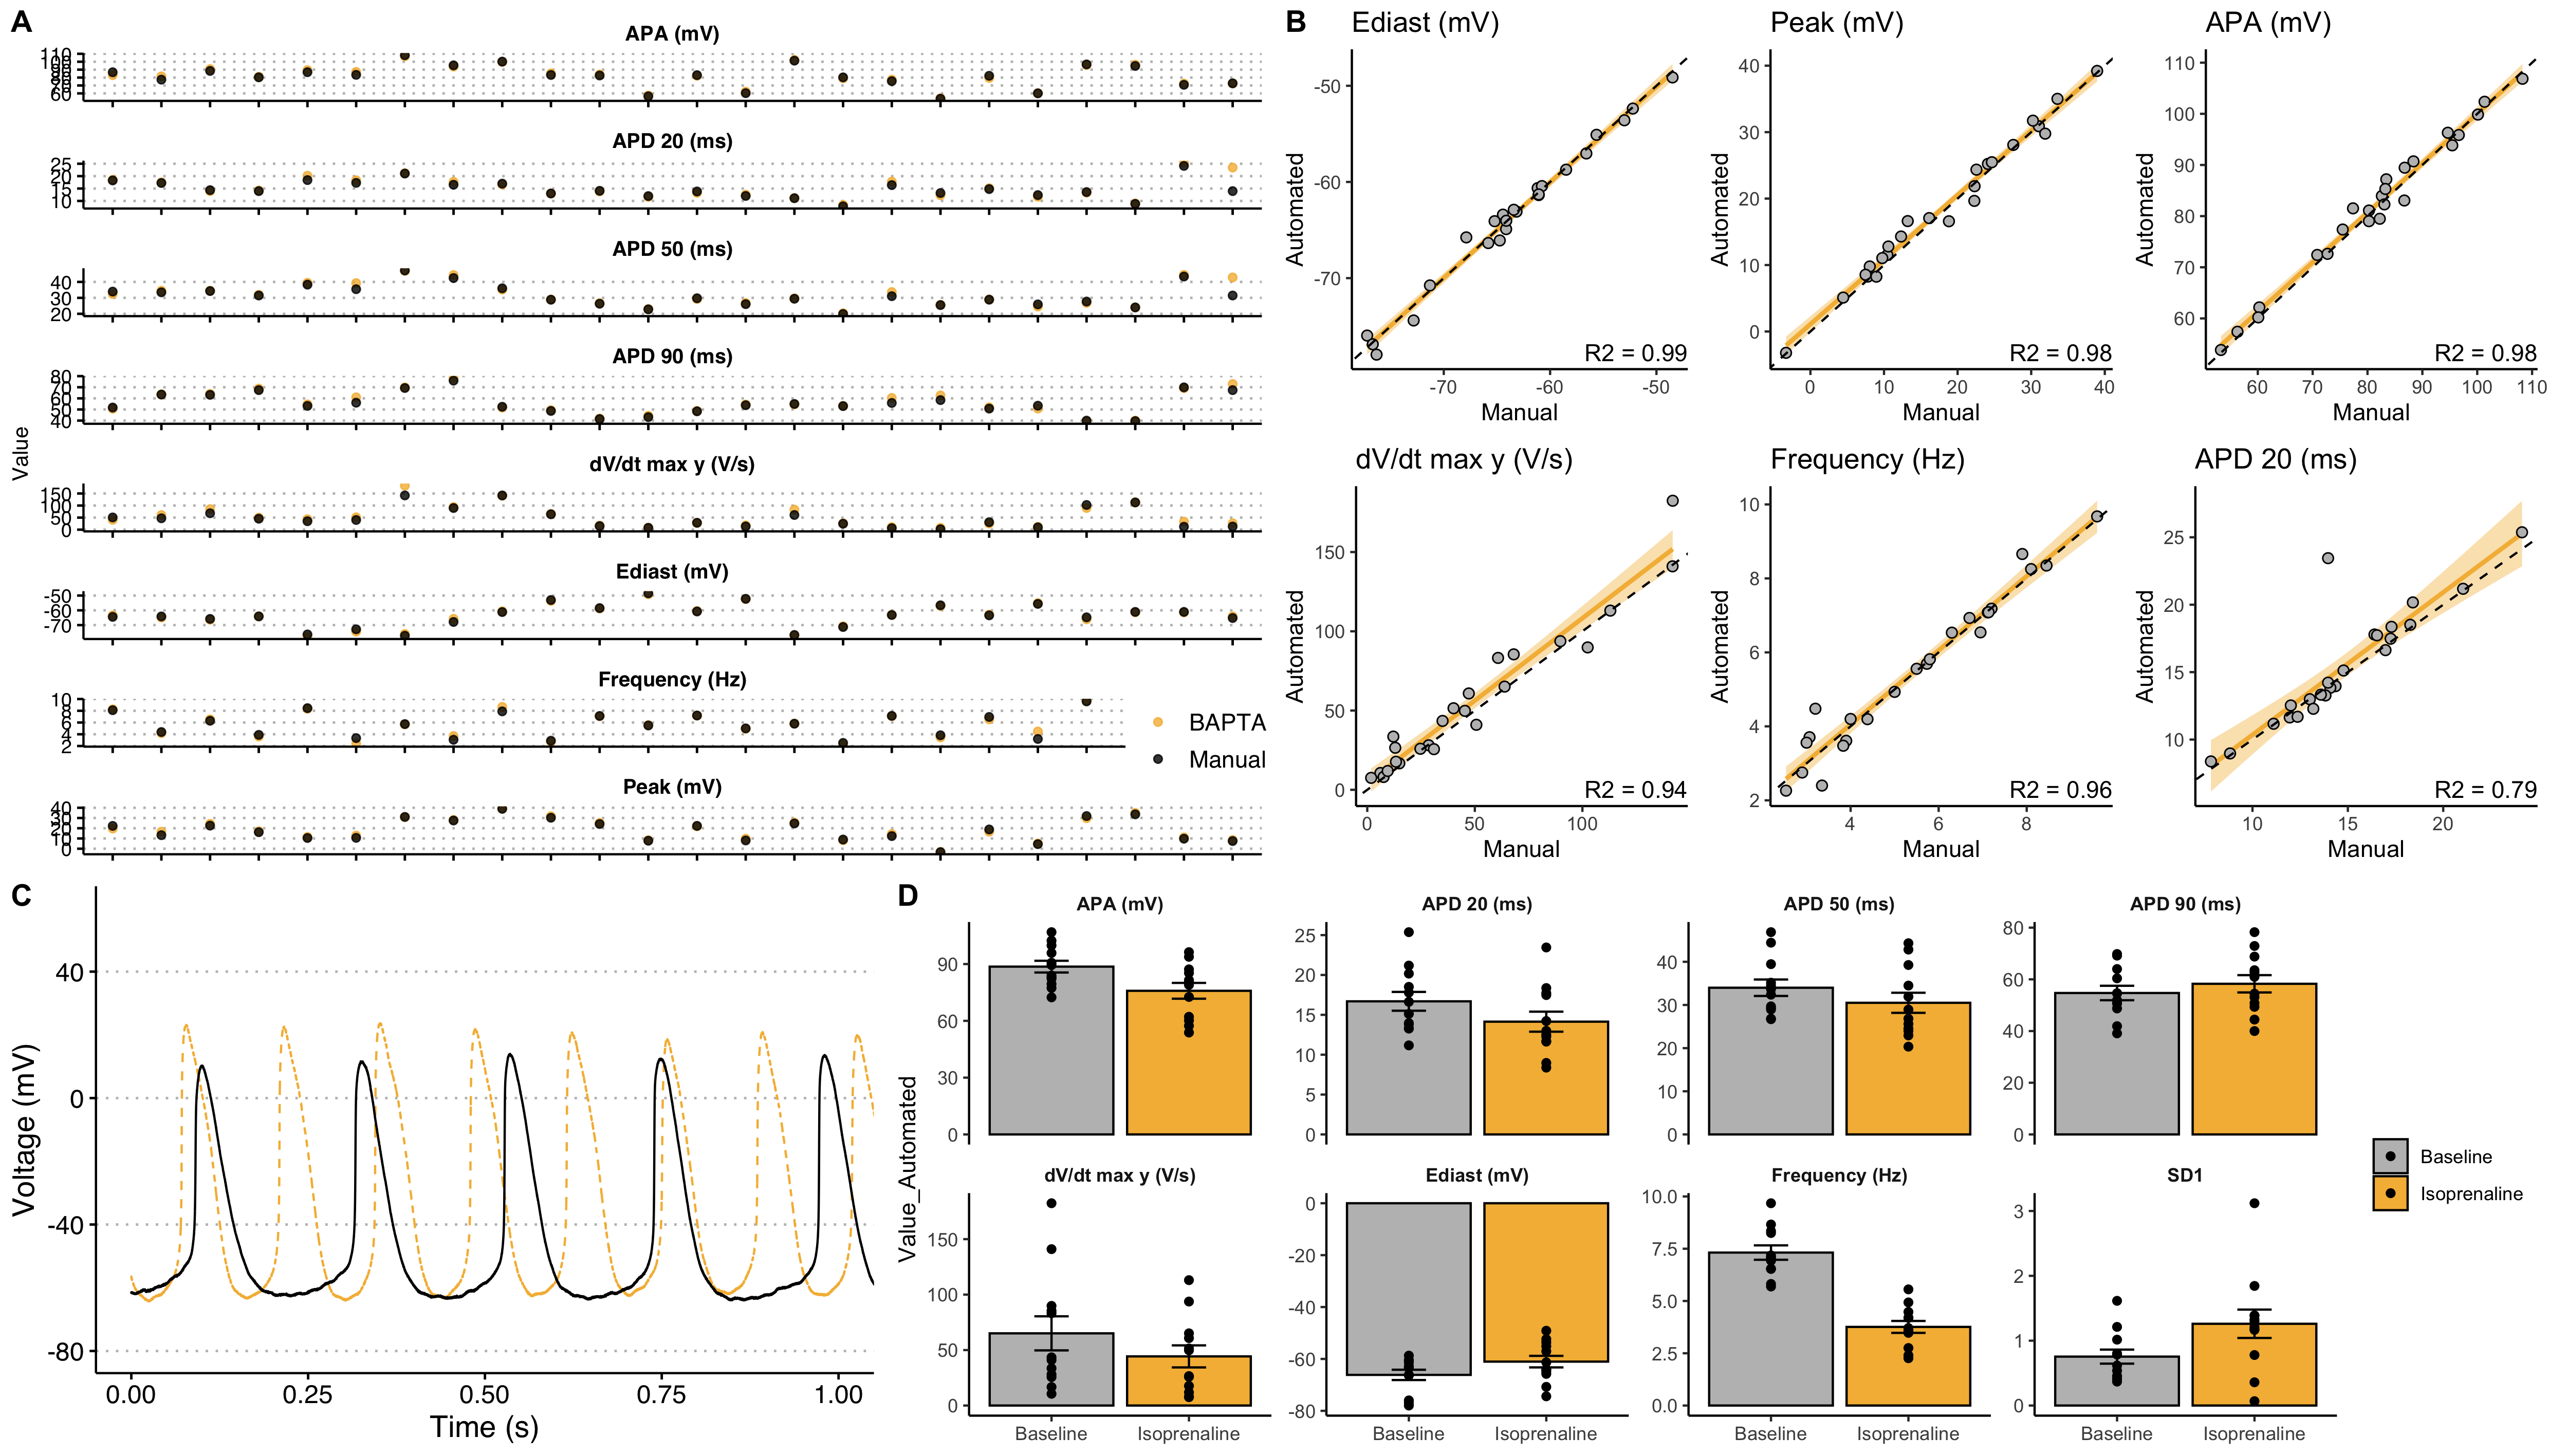 A
APA (mV)
110
100
90
80
70
60
APD 20 (ms)
25
20
15
10
APD 50 (ms)
40
30
20
APD 90 (ms)
80
70
60
50
40
Value
dV/dt max y (V/s)
150
100
50
0
Ediast (mV)
-50
-60
-70
Frequency (Hz)
10
8
6
4
2
BAPTA
Manual
Peak (mV)
40
30
20
10
0
B
Ediast (mV)
Automated
-50
-60
-70
R2 = 0.99
-70 -60 -50
Manual
Peak (mV)
Automated
40
30
20
10
0
R2 = 0.98
0 10 20 30 40
Manual
APA (mV)
Automated
110
100
90
80
70
60
R2 = 0.98
60 70 80 90 100 110
Manual
dV/dt max y (V/s)
Automated
150
100
50
0
R2 = 0.94
0 50 100
Manual
Frequency (Hz)
Automated
10
8
6
4
2
R2 = 0.96
4 6 8
Manual
APD 20 (ms)
Automated
25
20
15
10
R2 = 0.79
10 15 20
Manual
C
Voltage (mV)
40
0
-40
-80
0.00 0.25 0.50 0.75 1.00
Time (s)
D
Value_Automated
APA (mV)
90
60
30
0
APD 20 (ms)
25
20
15
10
5
0
APD 50 (ms)
40
30
20
10
0
APD 90 (ms)
80
60
40
20
0
dV/dt max y (V/s)
150
100
50
0
Baseline Isoprenaline
Ediast (mV)
0
-20
-40
-60
-80
Baseline Isoprenaline
Frequency (Hz)
10.0
7.5
5.0
2.5
0.0
Baseline Isoprenaline
SD1
3
2
1
0
Baseline Isoprenaline
Baseline
Isoprenaline